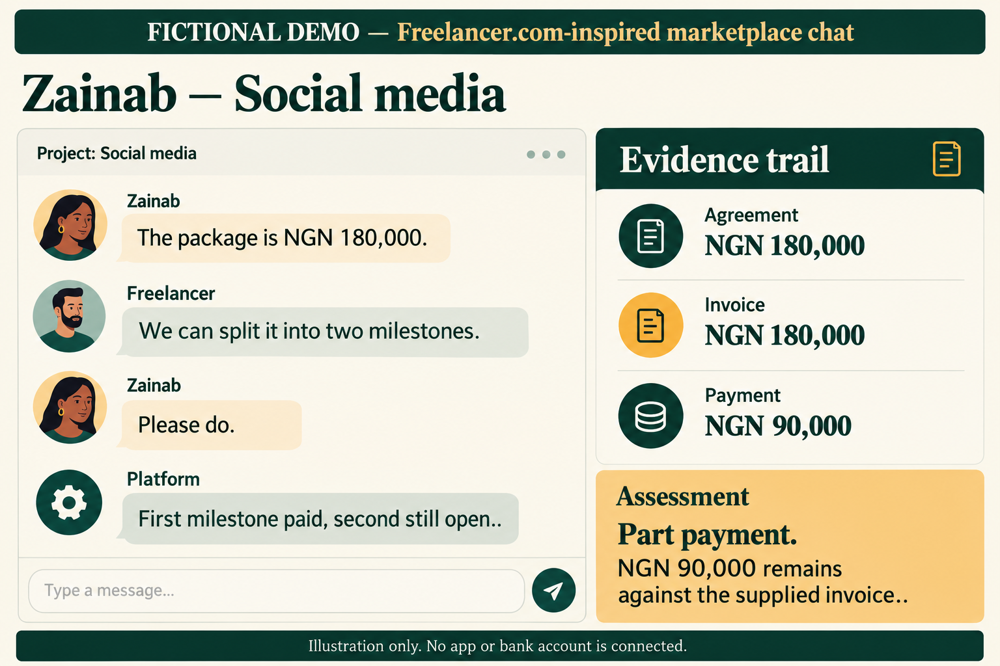 FICTIONAL DEMO — Freelancer.com-inspired marketplace chat
Zainab — Social media
Project: Social media
Zainab
The package is NGN 180,000.
Freelancer
We can split it into two milestones.
Zainab
Please do.
Platform
First milestone paid, second still open..
Type a message...
Evidence trail
Agreement
NGN 180,000
Invoice
NGN 180,000
Payment
NGN 90,000
Assessment
Part payment.
NGN 90,000 remains
against the supplied invoice..
Illustration only. No app or bank account is connected.